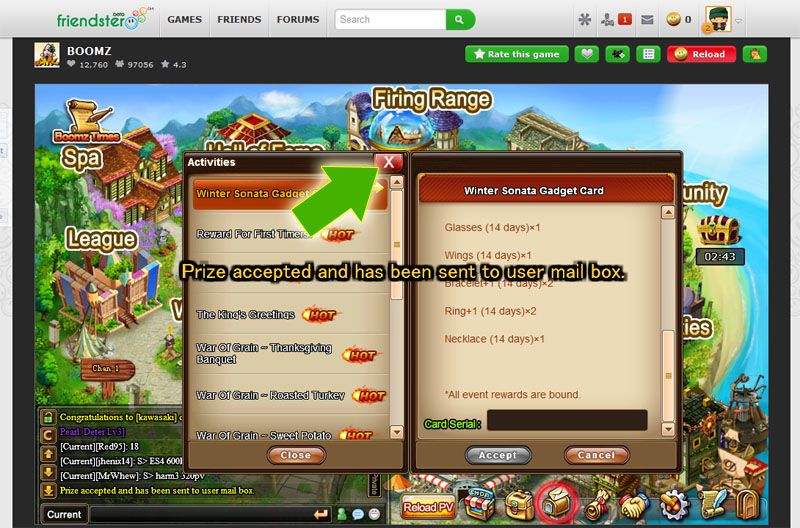 friendster beta
GAMES
FRIENDS
FORUMS
Search
1
0
2
BOOMZ
12,760
97056
4.3
Rate this game
Reload
Firing Range
Boomz Times
Spa
Hall of Fame
League
02:43
Chan. 1
Activities
X
Winter Sonata Gadget
Reward For First Timers HOT
The King's Greetings HOT
War Of Grain ~ Thanksgiving
Banquet HOT
War Of Grain ~ Roasted Turkey HOT
War Of Grain ~ Sweet Potato HOT
Close
Winter Sonata Gadget Card
Glasses (14 days)×1
Wings (14 days)×1
Bracelet+1 (14 days)×2
Ring+1 (14 days)×2
Necklace (14 days)×1
*All event rewards are bound.
Card Serial :
Accept
Cancel
Prize accepted and has been sent to user mail box.
Congratulations to [kawasaki]
Pearl: Deter Lv3]
[Current][Red95]: 18
[Current][jhenix14]: S> ES4 600
[Current][MrWhew]: S> harm3 320pv
Prize accepted and has been sent to user mail box.
Private
Current
Reload PV
SHOP